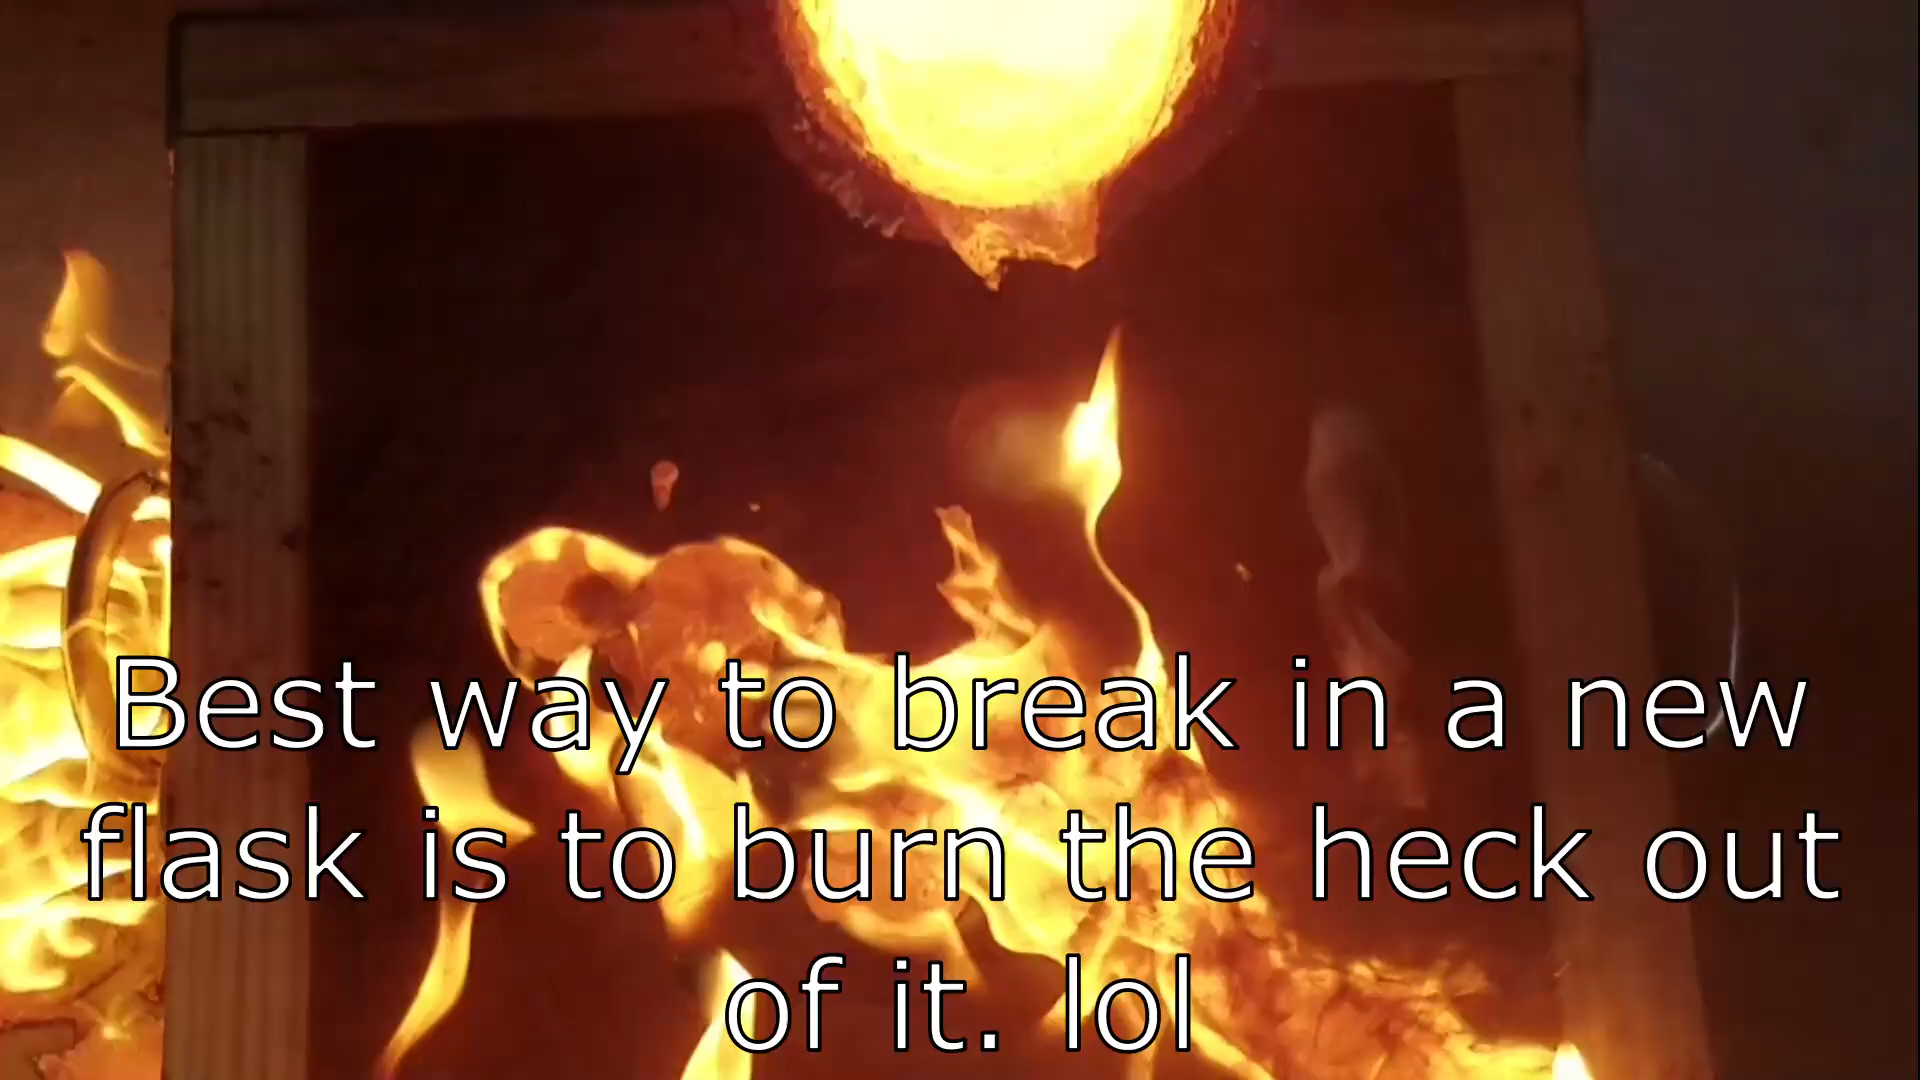 Best way to break in a new
flask is to burn the heck out
of it. lol